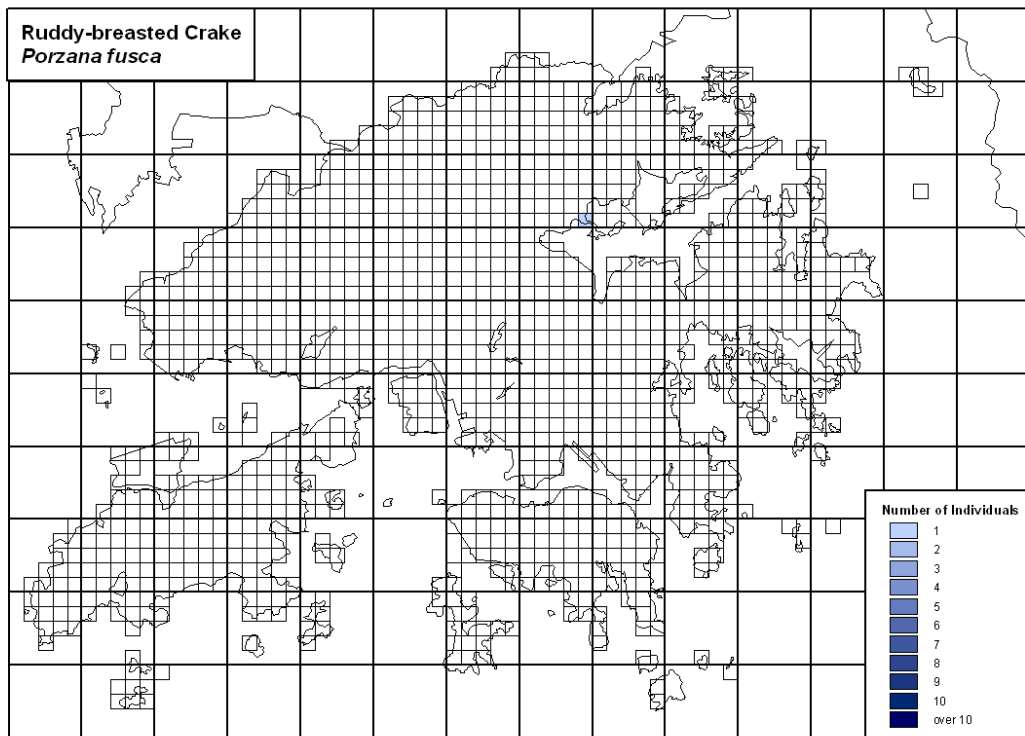 Ruddy-breasted Crake
Porzana fusca
Number of Individuals
1
2
3
4
5
6
7
8
9
10
over 10